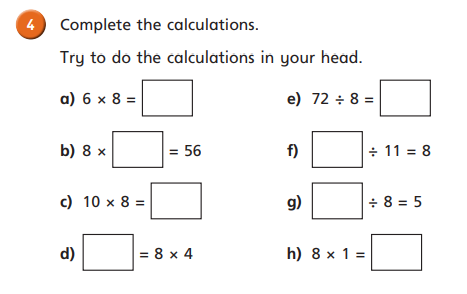 4 Complete the calculations.
Try to do the calculations in your head.
a) 6 × 8 =
b) 8 × = 56
c) 10 × 8 =
d) = 8 × 4
e) 72 ÷ 8 =
f) ÷ 11 = 8
g) ÷ 8 = 5
h) 8 × 1 =